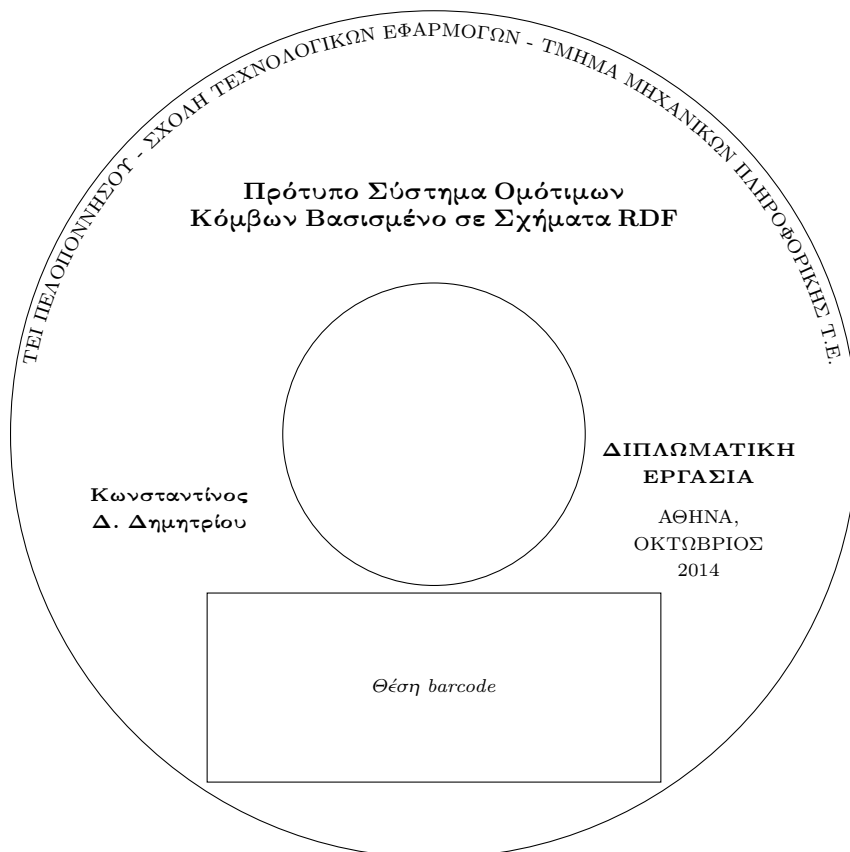 ΤΕΙ ΠΕΛΟΠΟΝΝΗΣΟΥ - ΣΧΟΛΗ ΤΕΧΝΟΛΟΓΙΚΩΝ ΕΦΑΡΜΟΓΩΝ - ΤΜΗΜΑ ΜΗΧΑΝΙΚΩΝ ΠΛΗΡΟΦΟΡΙΚΗΣ Τ.Ε.
Πρότυπο Σύστημα Ομότιμων
Κόμβων Βασισμένο σε Σχήματα RDF
Κωνσταντίνος
Δ. Δημητρίου
ΔΙΠΛΩΜΑΤΙΚΗ
ΕΡΓΑΣΙΑ
ΑΘΗΝΑ,
ΟΚΤΩΒΡΙΟΣ
2014
Θέση barcode